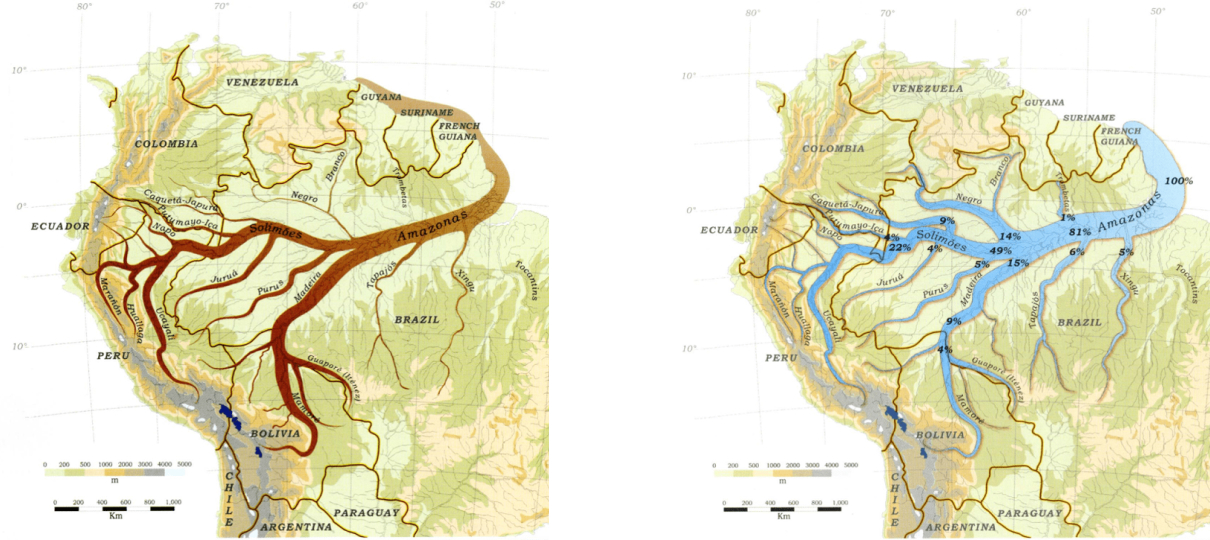 80°
70°
60°
50°
10°
VENEZUELA
GUYANA
SURINAME
FRENCH
GUIANA
COLOMBIA
Branco
Trombetas
Caquetá-Japurá
Negro
0°
Putumayo-Iça
Napo
ECUADOR
Solimões
Amazonas
Juruá
Purus
Madeira
Tapajós
Xingu
Tocantins
Marañón
Huallaga
Ucayali
BRAZIL
10°
PERU
Guaporé (Iténez)
Mamoré
BOLIVIA
0 200 500 1000 2000 3000 4000 5000
m
200 400 600 800 1,000
Km
CHILE
PARAGUAY
ARGENTINA
80°
70°
60°
50°
10°
VENEZUELA
GUYANA
SURINAME
FRENCH
GUIANA
COLOMBIA
Branco
Trombetas
100%
Caquetá-Japurá
Negro
0°
Putumayo-Iça
9%
1%
Napo
ECUADOR
4%
Solimões
14%
81%
Amazonas
22%
4%
49%
6%
5%
5%
15%
Juruá
Purus
Madeira
Tapajós
Xingu
Tocantins
Marañón
Huallaga
Ucayali
9%
BRAZIL
10°
PERU
4%
Guaporé (Iténez)
Mamoré
BOLIVIA
0 200 500 1000 2000 3000 4000 5000
m
0 200 400 600 800 1,000
Km
CHILE
PARAGUAY
ARGENTINA